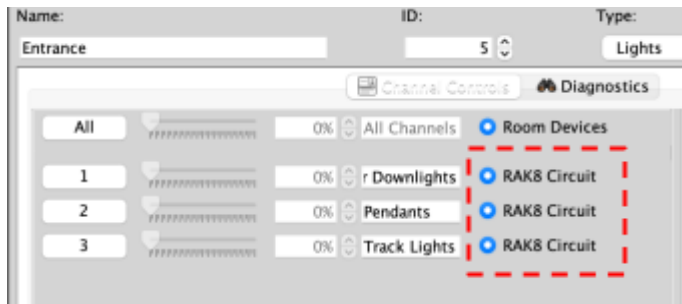 Name: ID: Type:
Entrance 5 Lights
Channel Controls Diagnostics
All 0% All Channels Room Devices
1 0% r Downlights RAK8 Circuit
2 0% Pendants RAK8 Circuit
3 0% Track Lights RAK8 Circuit